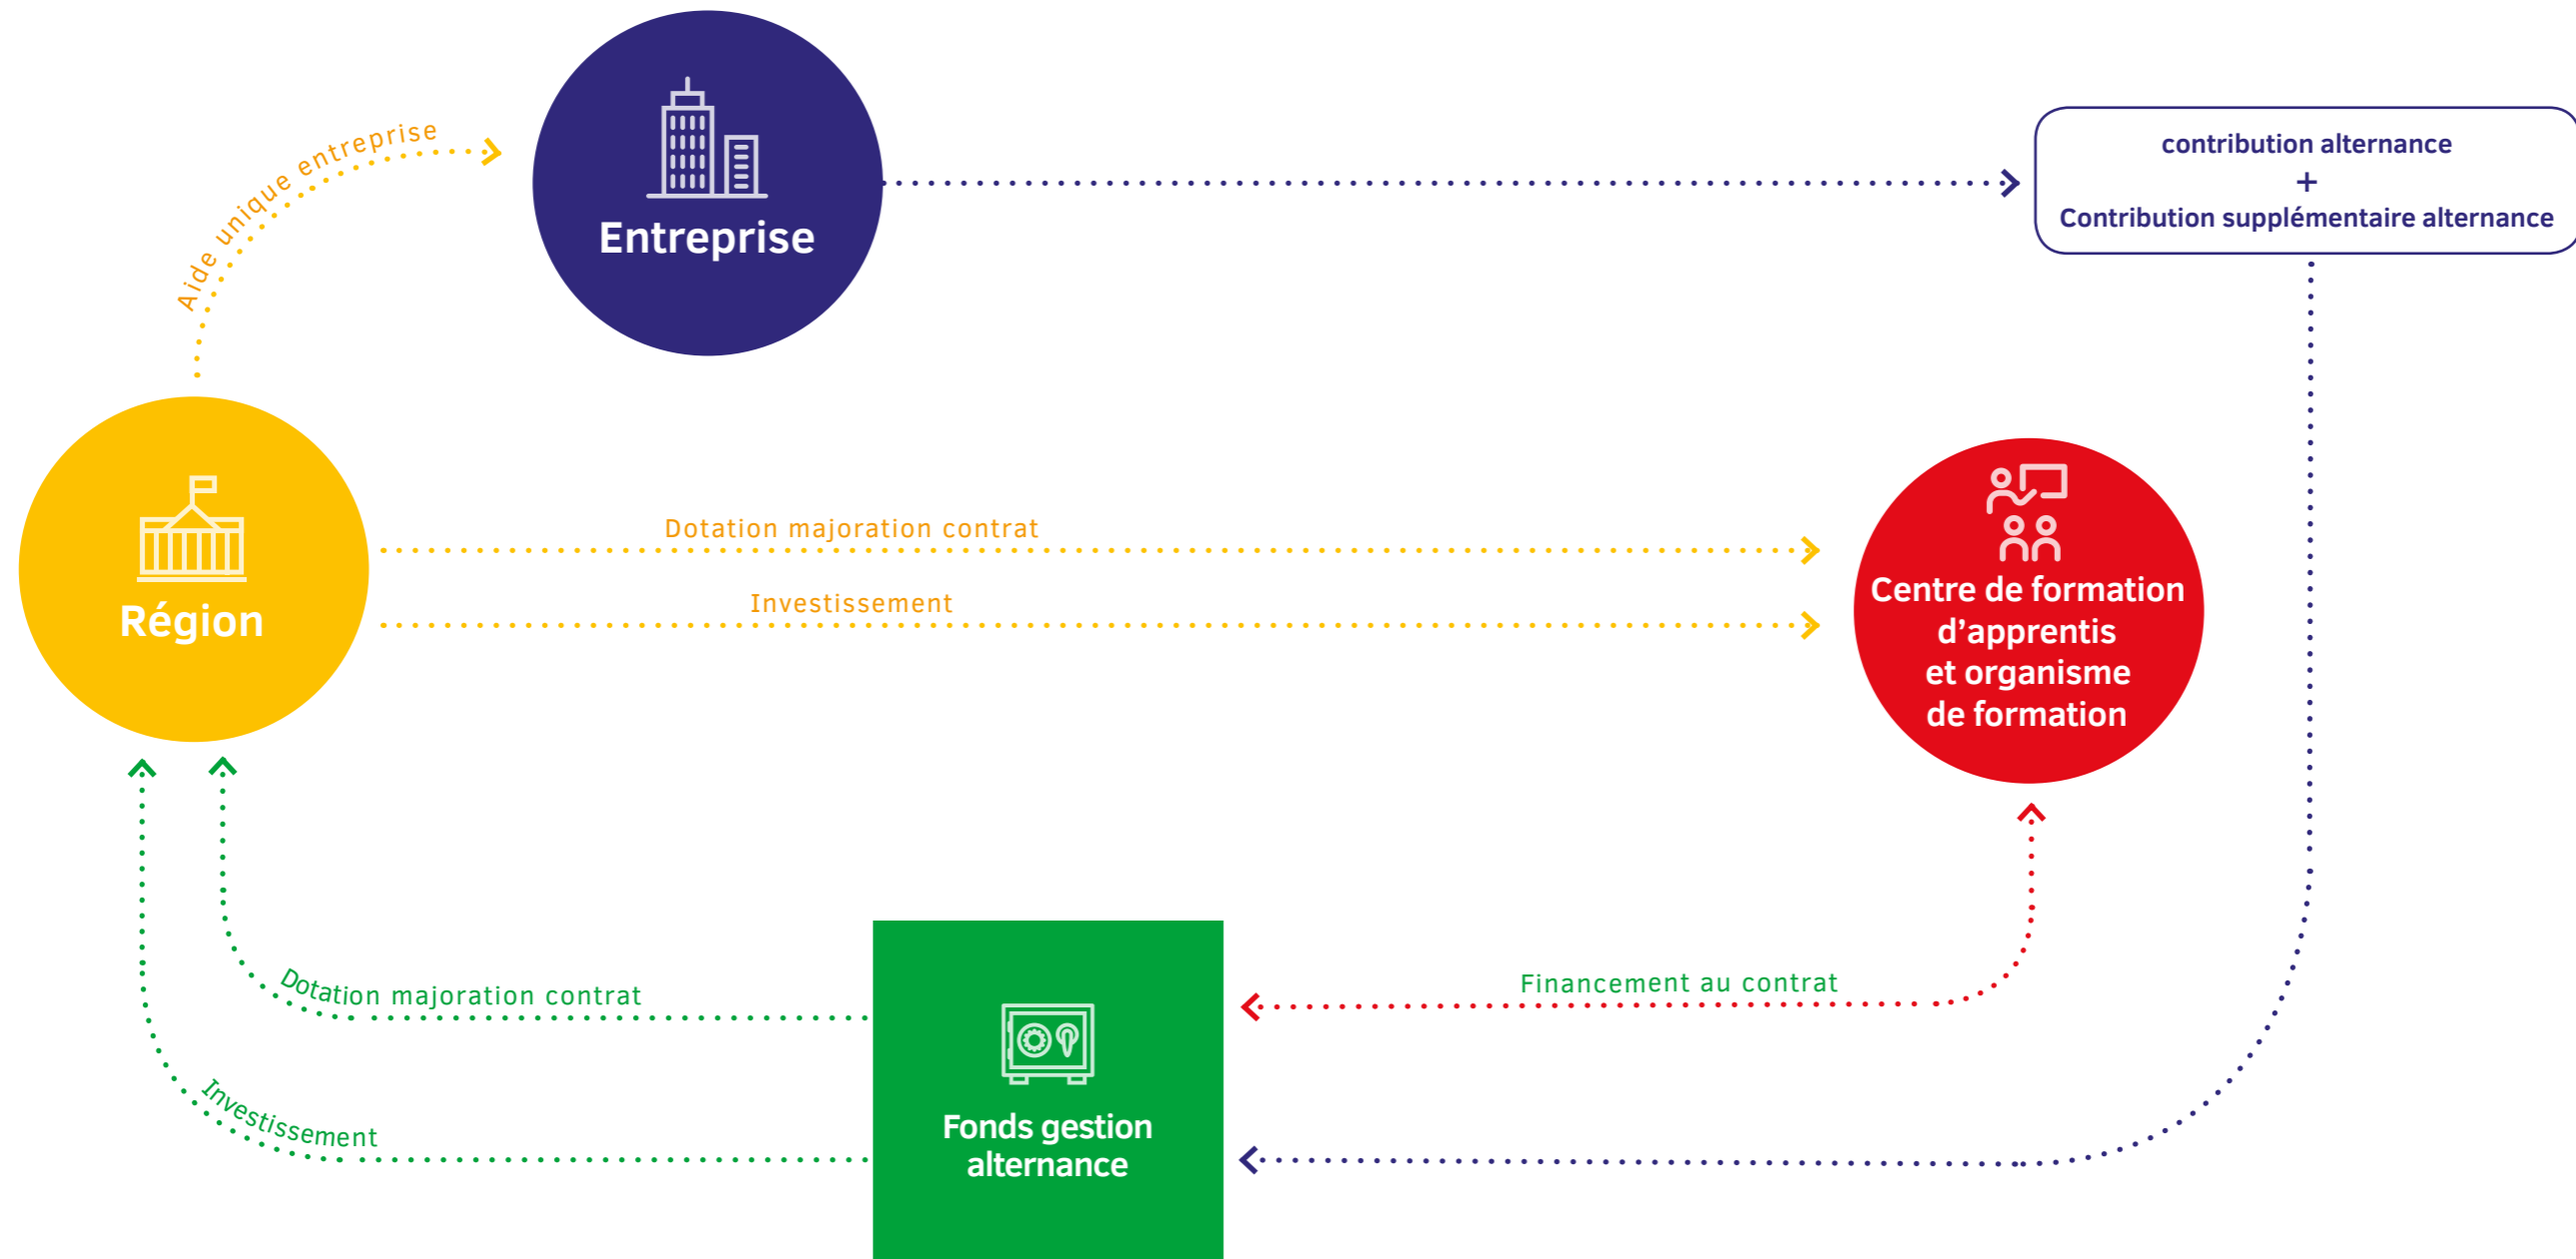 Aide unique entreprise
Entreprise
contribution alternance
+
Contribution supplémentaire alternance
Région
Dotation majoration contrat
Investissement
Centre de formation
d'apprentis
et organisme
de formation
Dotation majoration contrat
Investissement
Financement au contrat
Fonds gestion
alternance